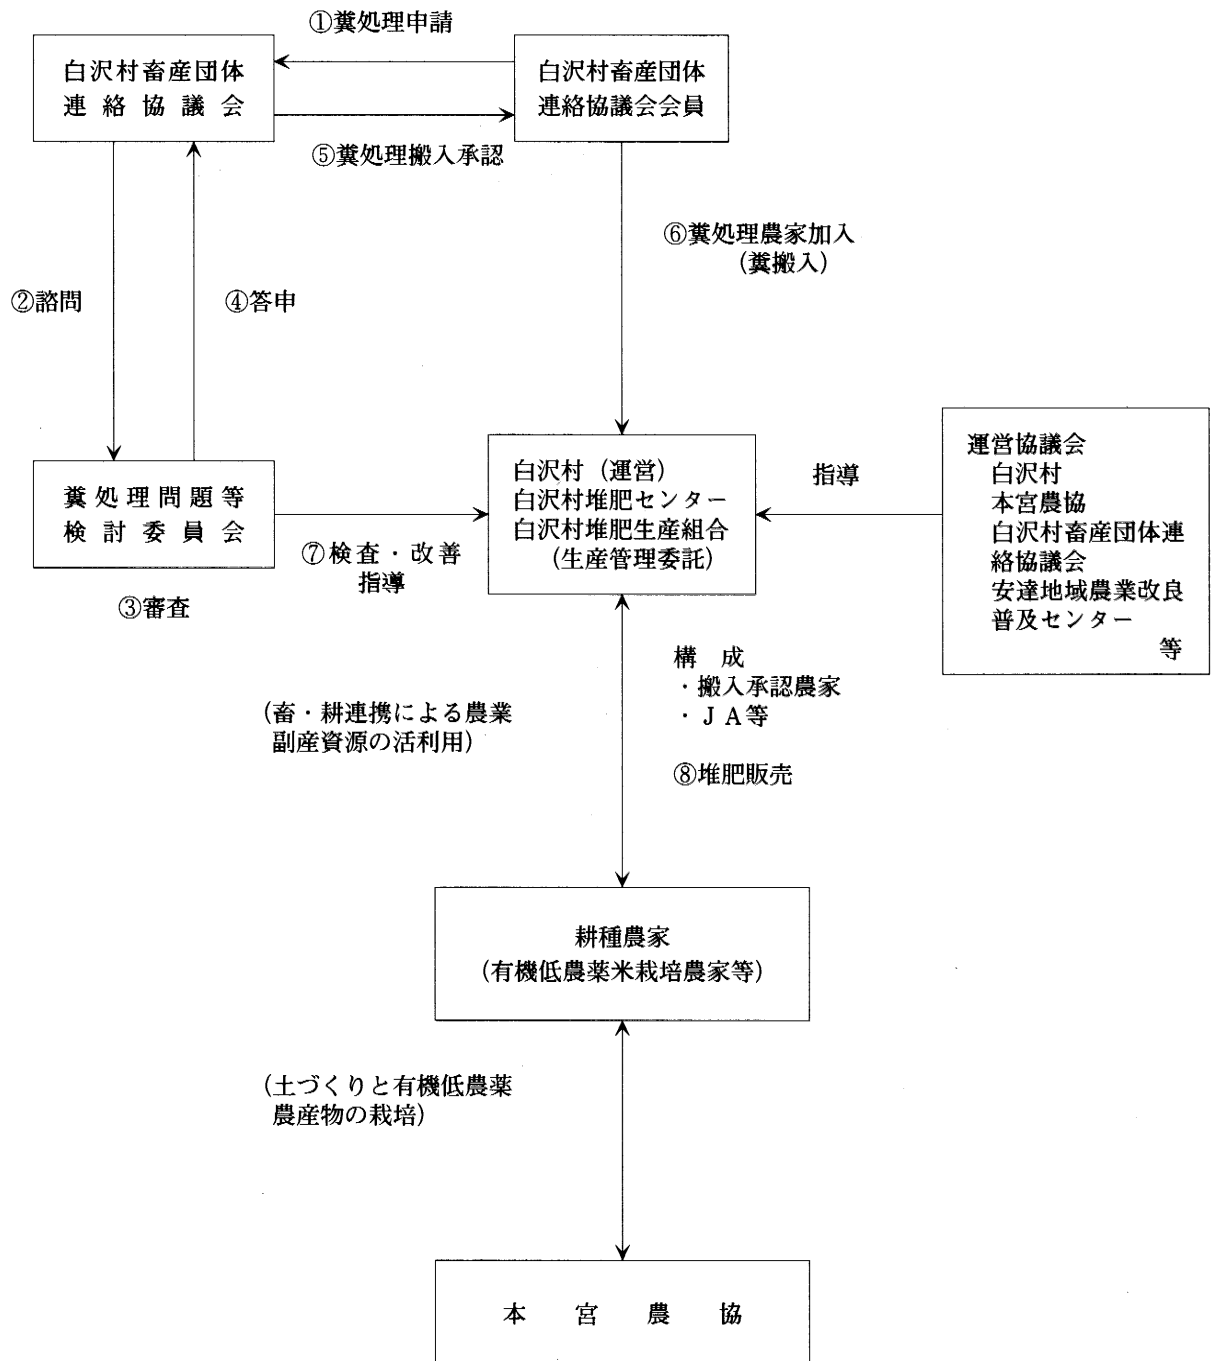 ①糞処理申請
白沢村畜産団体
連絡協議会
白沢村畜産団体
連絡協議会会員
⑤糞処理搬入承認
⑥糞処理農家加入
（糞搬入）
②諮問
④答申
糞処理問題等
検討委員会
③審査
⑦検査・改善
指導
白沢村（運営）
白沢村堆肥センター
白沢村堆肥生産組合
（生産管理委託）
指導
運営協議会
白沢村
本宮農協
白沢村畜産団体連
絡協議会
安達地域農業改良
普及センター
等
構　成
・搬入承認農家
・ＪＡ等
（畜・耕連携による農業
副産資源の活利用）
⑧堆肥販売
耕種農家
（有機低農薬米栽培農家等）
（土づくりと有機低農薬
農産物の栽培）
本宮農協